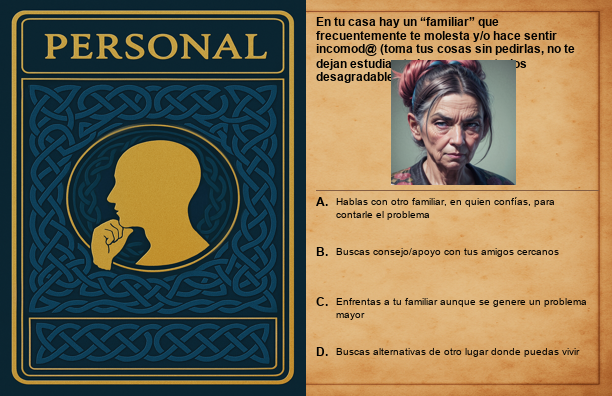 PERSONAL
En tu casa hay un “familiar” que
frecuentemente te molesta y/o hace sentir
incomod@ (toma tus cosas sin pedirlas, no te
dejan
desagradable
A. Hablas con otro familiar, en quien confías, para
contarle el problema
B. Buscas consejo/apoyo con tus amigos cercanos
C. Enfrentas a tu familiar aunque se genere un problema
mayor
D. Buscas alternativas de otro lugar donde puedas vivir